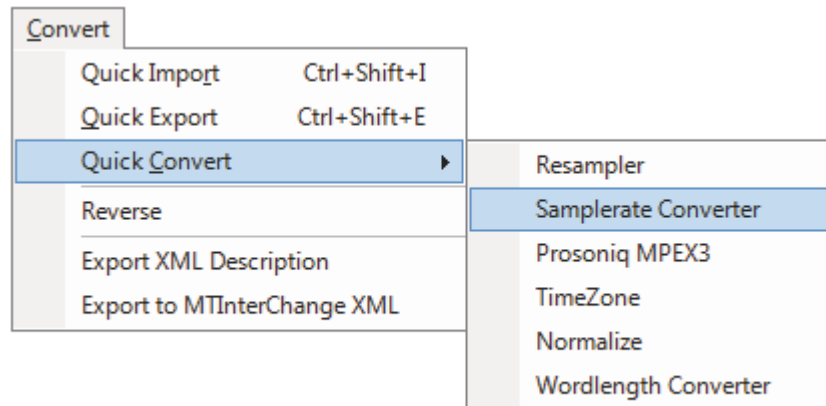 Convert
Quick Import Ctrl+Shift+I
Quick Export Ctrl+Shift+E
Quick Convert
Reverse
Export XML Description
Export to MTInterChange XML
Resampler
Samplerate Converter
Prosoniq MPEX3
TimeZone
Normalize
Wordlength Converter